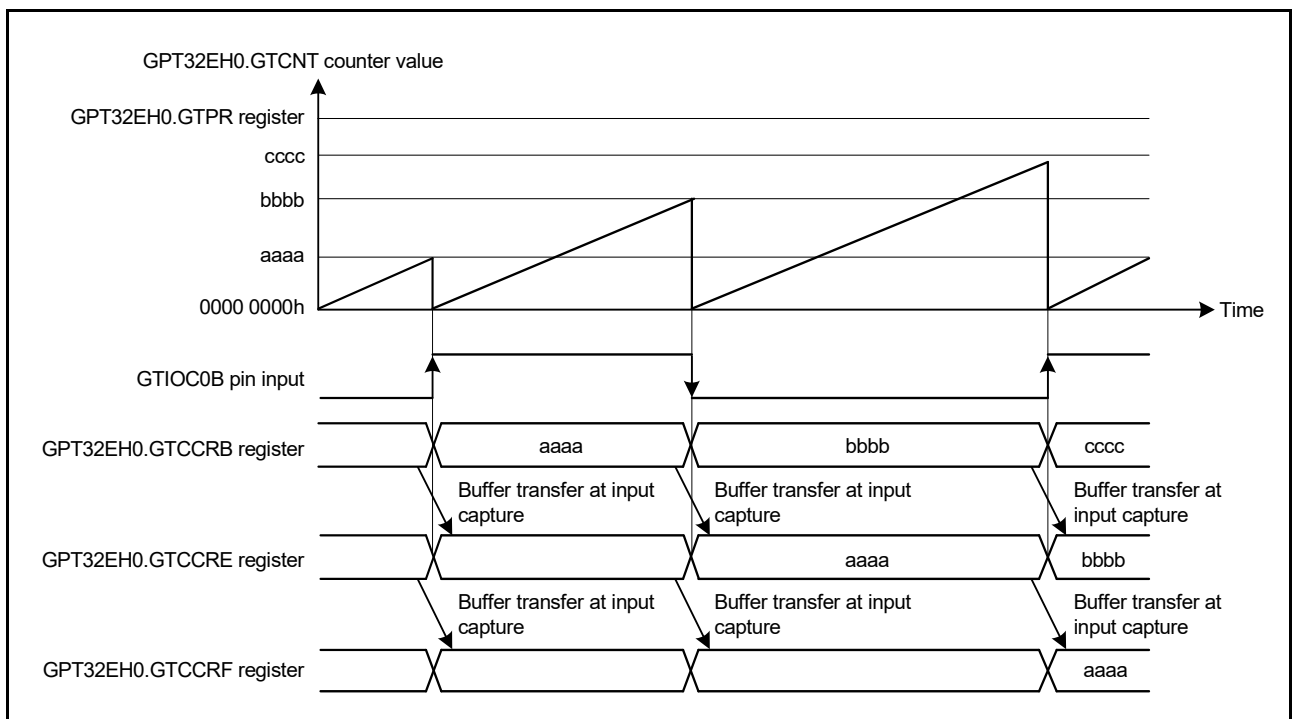 GPT32EH0.GTCNT counter value
GPT32EH0.GTPR register
cccc
bbbb
aaaa
0000 0000h
Time
GTIOC0B pin input
GPT32EH0.GTCCRB register
aaaa
bbbb
cccc
Buffer transfer at input
capture
Buffer transfer at input
capture
Buffer transfer at
input capture
GPT32EH0.GTCCRE register
aaaa
bbbb
Buffer transfer at input
capture
Buffer transfer at input
capture
Buffer transfer at
input capture
GPT32EH0.GTCCRF register
aaaa